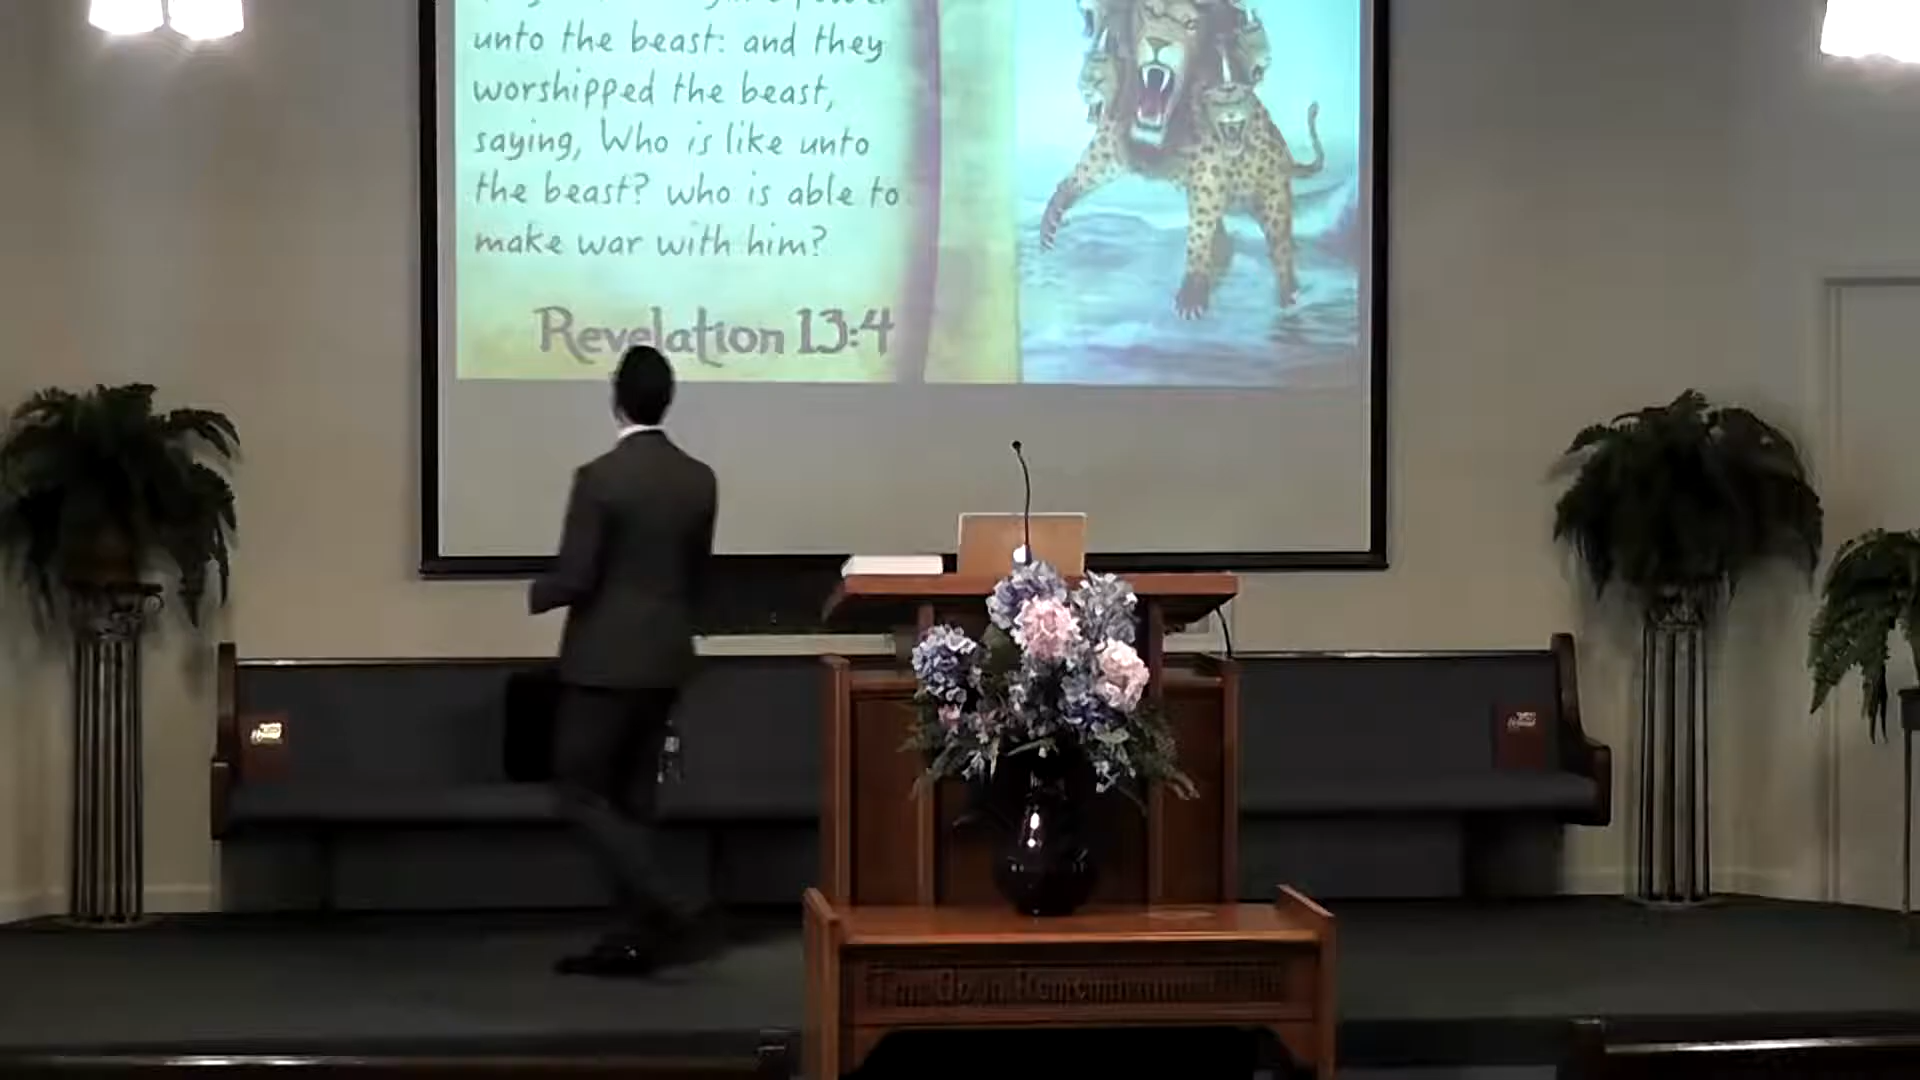 unto the beast: and they
worshipped the beast,
saying, Who is like unto
the beast? who is able to
make war with him?
Revelation 13:4